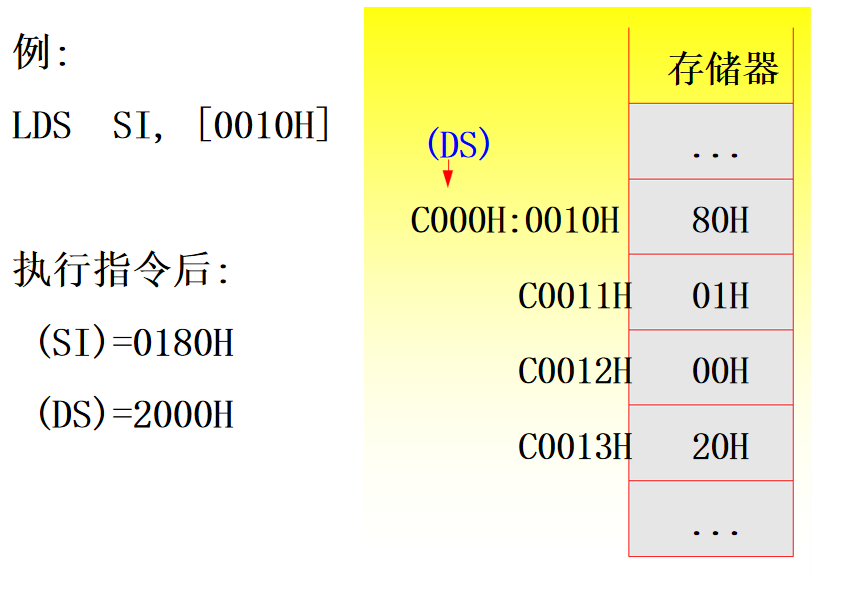 例:
LDS SI, [0010H]
执行指令后:
(SI)=0180H
(DS)=2000H
存储器
...
(DS)
C000H:0010H 80H
C0011H 01H
C0012H 00H
C0013H 20H
...